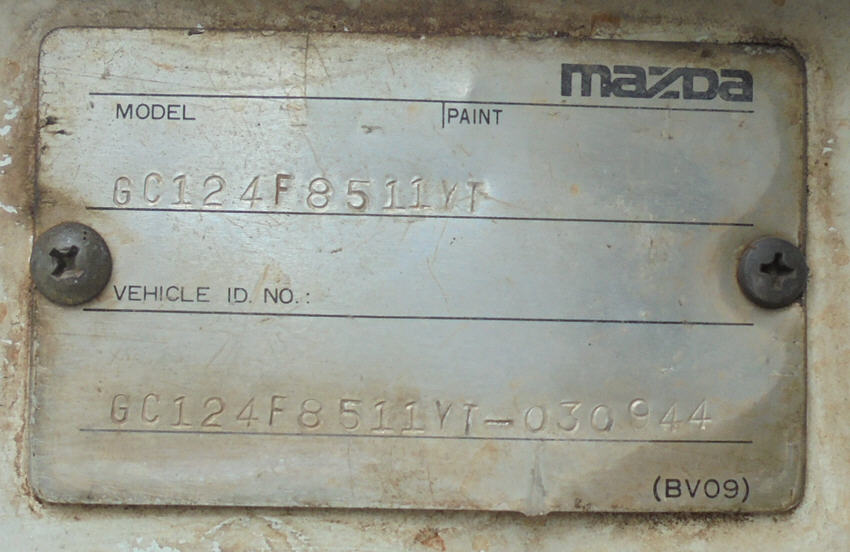 mazda
MODEL PAINT
GC124F8511YT
VEHICLE ID. NO.:
GC124F8511YT-030944
(BV09)